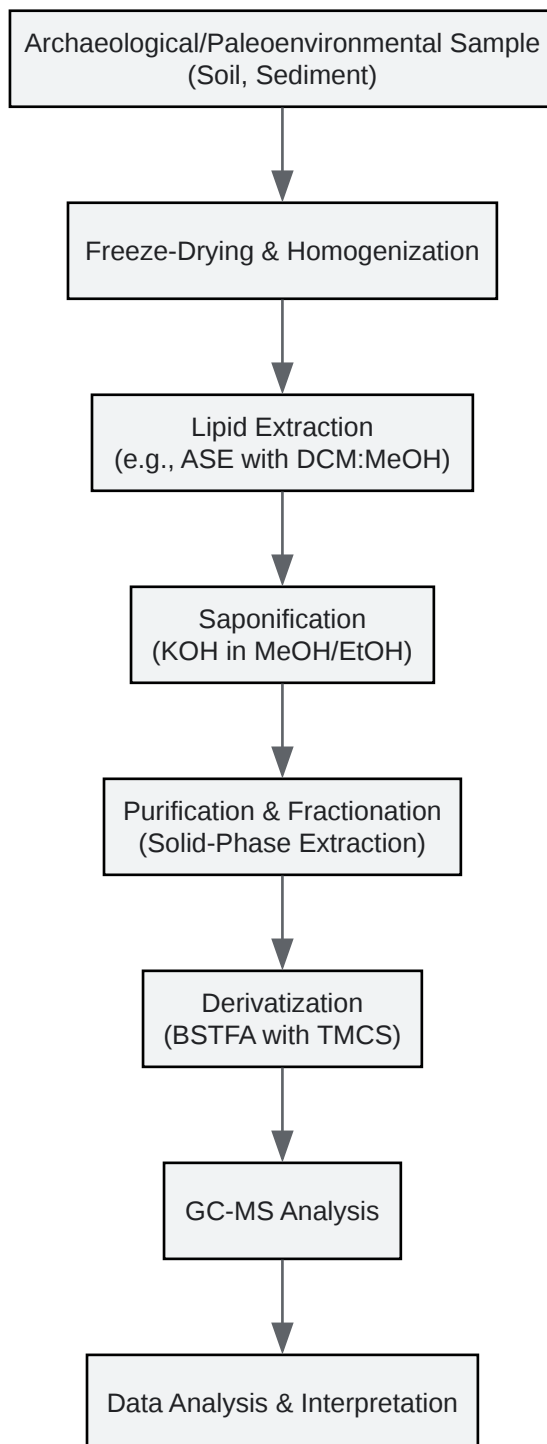 Archaeological/Paleoenvironmental Sample
(Soil, Sediment)
Freeze-Drying & Homogenization
Lipid Extraction
(e.g., ASE with DCM:MeOH)
Saponification
(KOH in MeOH/EtOH)
Purification & Fractionation
(Solid-Phase Extraction)
Derivatization
(BSTFA with TMCS)
GC-MS Analysis
Data Analysis & Interpretation